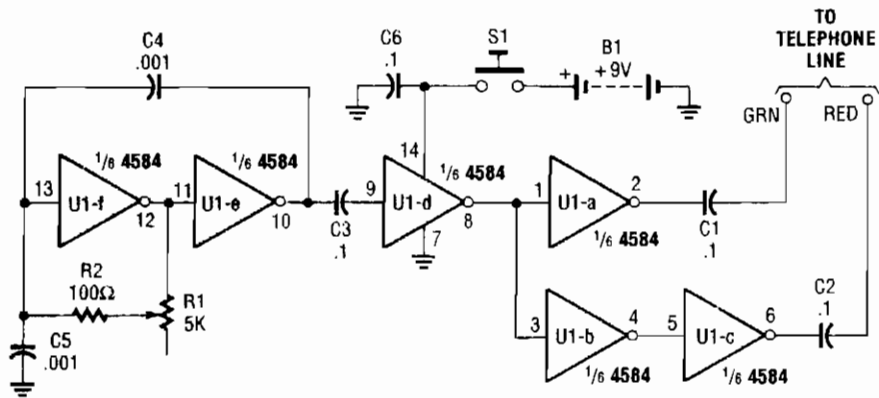 TO
TELEPHONE
LINE
C4
.001
C6
.1
S1
B1
+
+9V
GRN
RED
14
1/6 4584
1/6 4584
1/6 4584
13
U1-f
12
11
U1-e
10
C3
.1
9
U1-d
8
7
1
U1-a
2
1/6 4584
C1
.1
R2
100Ω
R1
5K
C5
.001
3
U1-b
4
1/6 4584
5
U1-c
6
1/6 4584
C2
.1